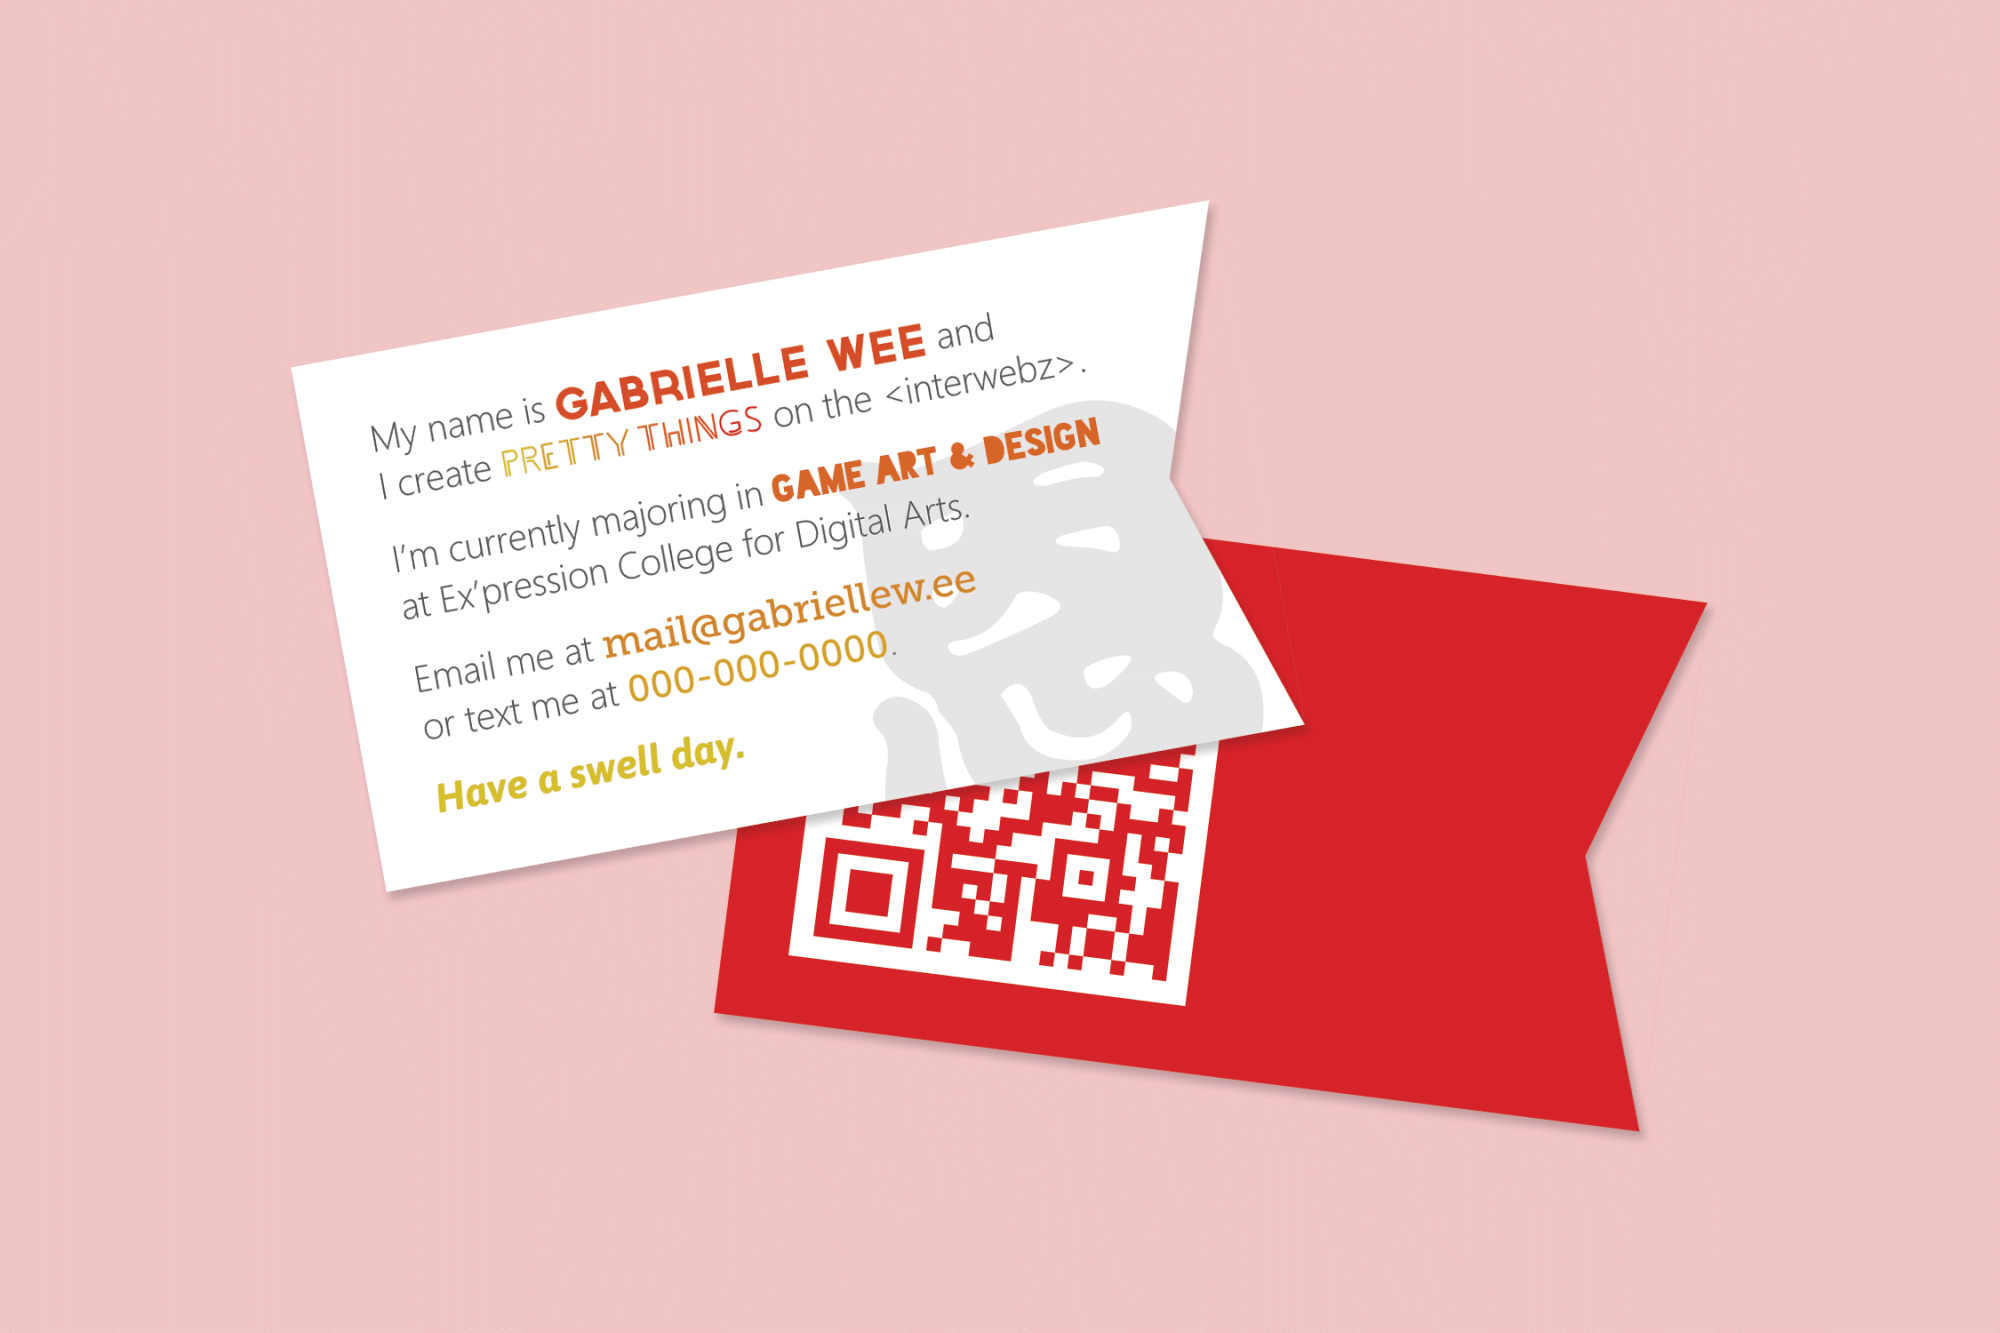 My name is GABRIELLE WEE and
I create PRETTY THINGS on the <interwebz>.
I'm currently majoring in GAME ART & DESIGN
at Ex'pression College for Digital Arts.
Email me at mail@gabriellew.ee
or text me at 000-000-0000.
Have a swell day.